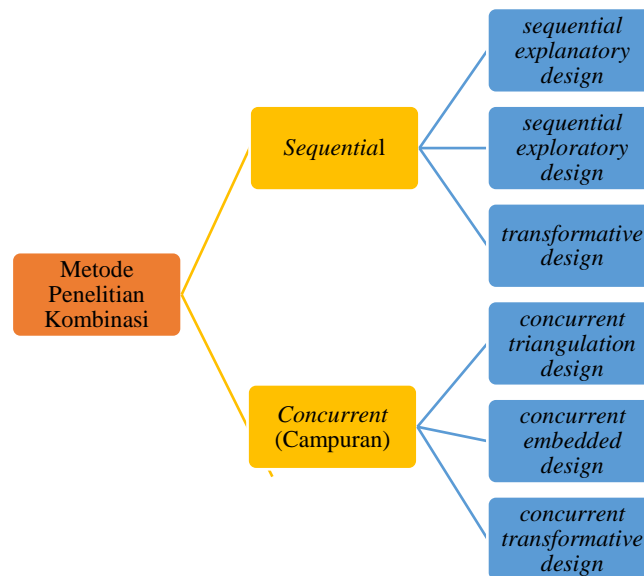 Metode
Penelitian
Kombinasi
Sequential
sequential
explanatory
design
sequential
exploratory
design
transformative
design
Concurrent
(Campuran)
concurrent
triangulation
design
concurrent
embedded
design
concurrent
transformative
design